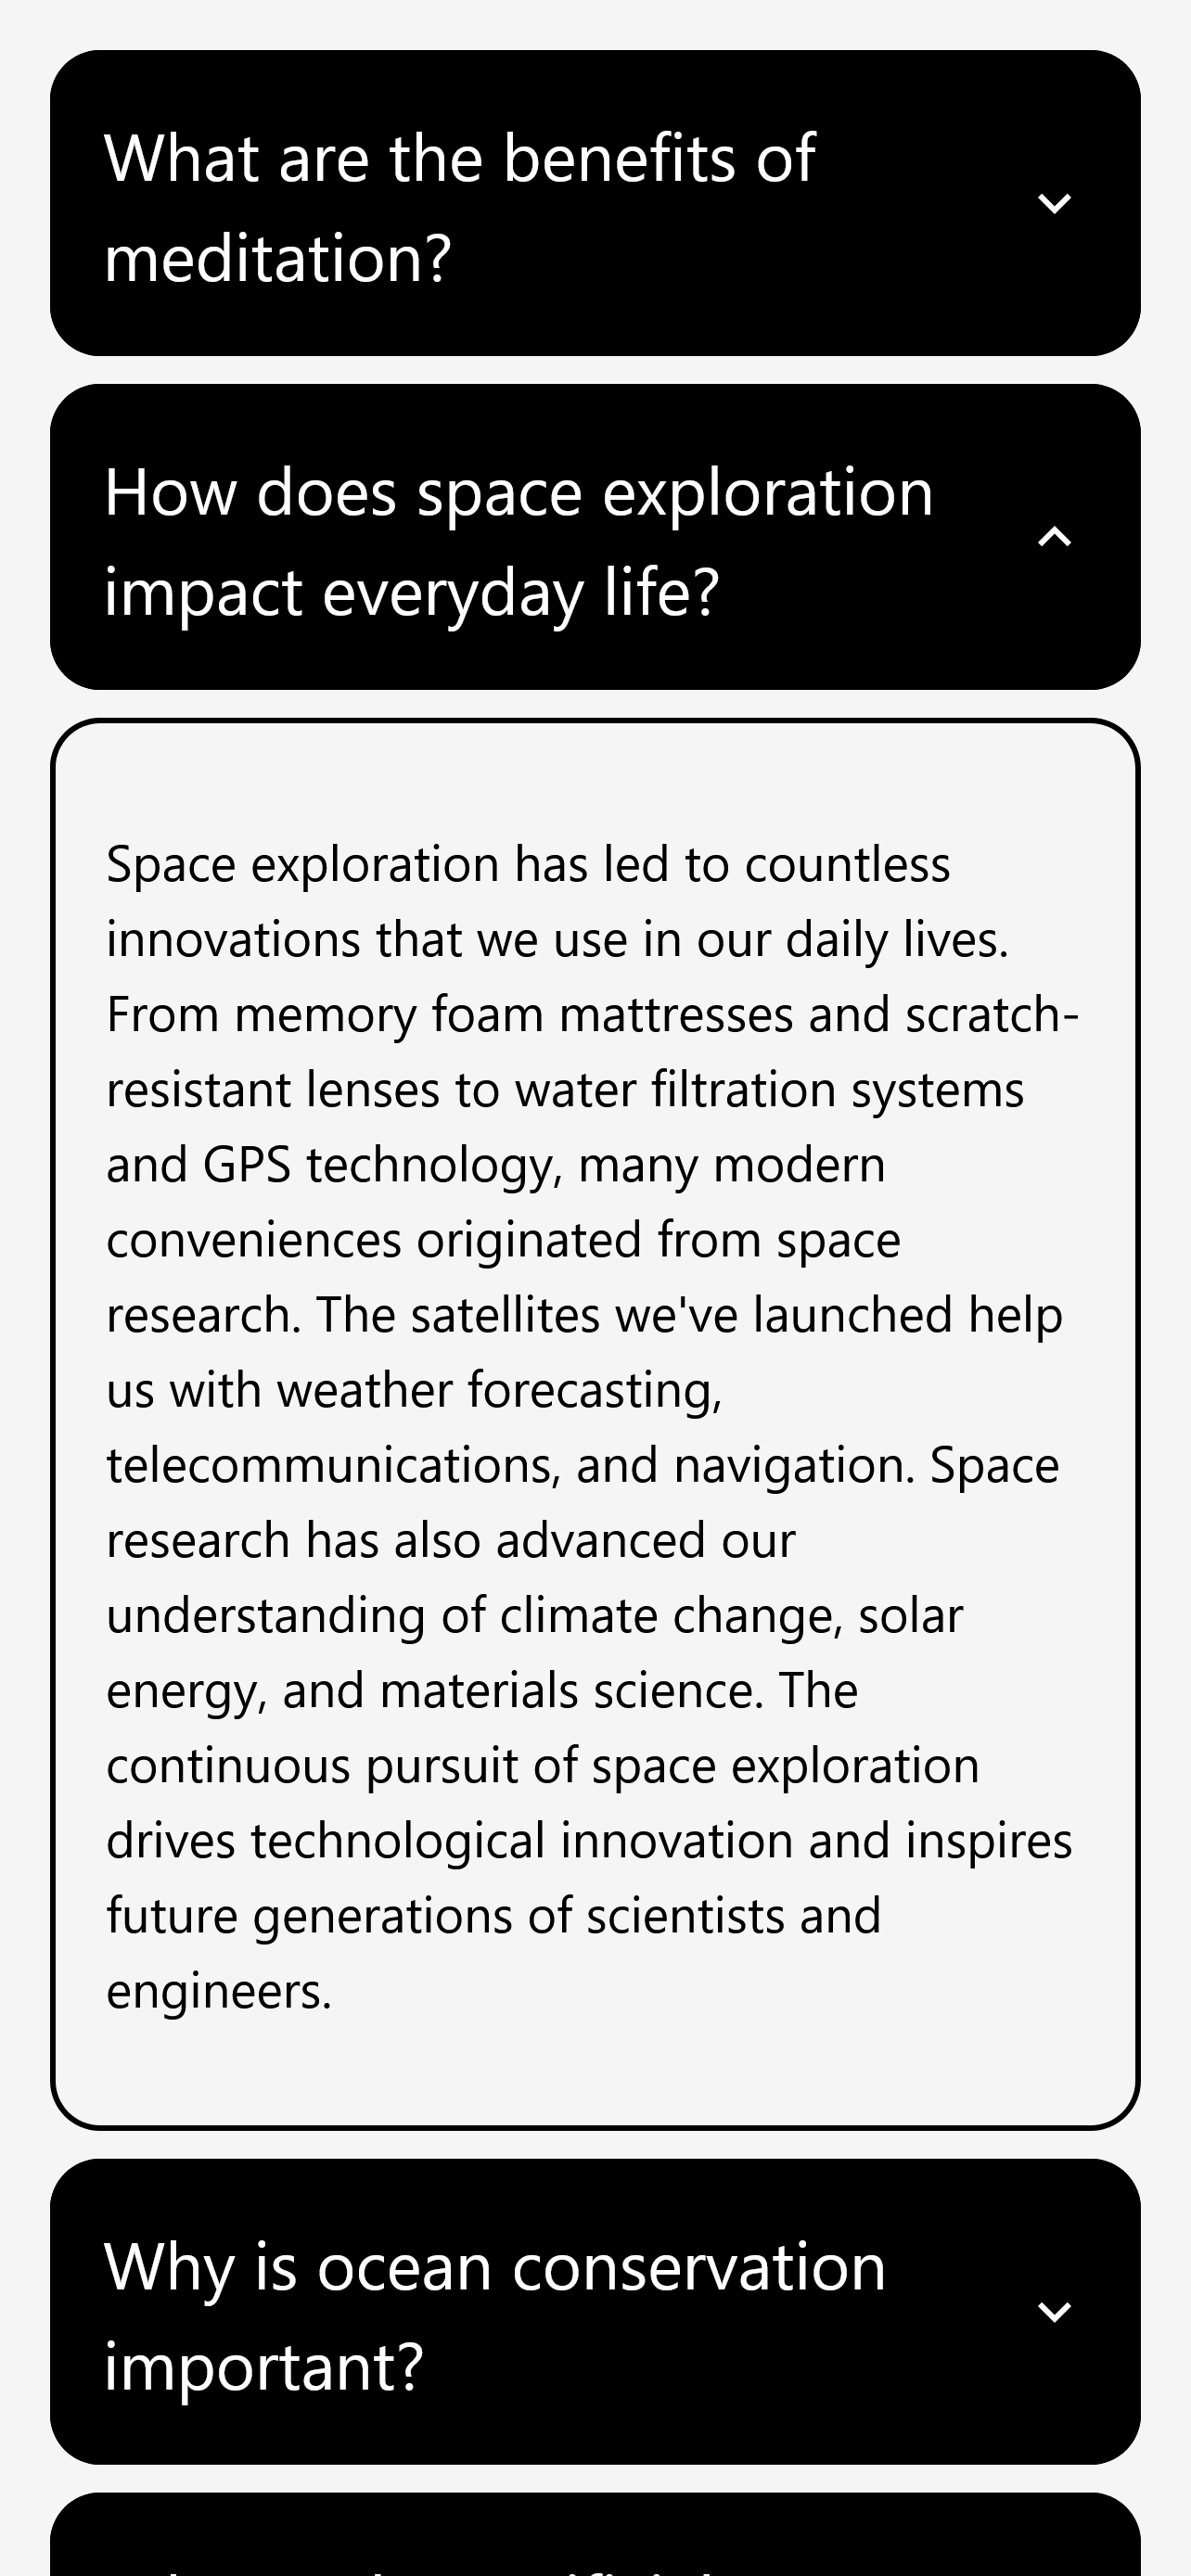 What are the benefits of
meditation?
How does space exploration
impact everyday life?
Space exploration has led to countless
innovations that we use in our daily lives.
From memory foam mattresses and scratch-
resistant lenses to water filtration systems
and GPS technology, many modern
conveniences originated from space
research. The satellites we've launched help
us with weather forecasting,
telecommunications, and navigation. Space
research has also advanced our
understanding of climate change, solar
energy, and materials science. The
continuous pursuit of space exploration
drives technological innovation and inspires
future generations of scientists and
engineers.
Why is ocean conservation
important?